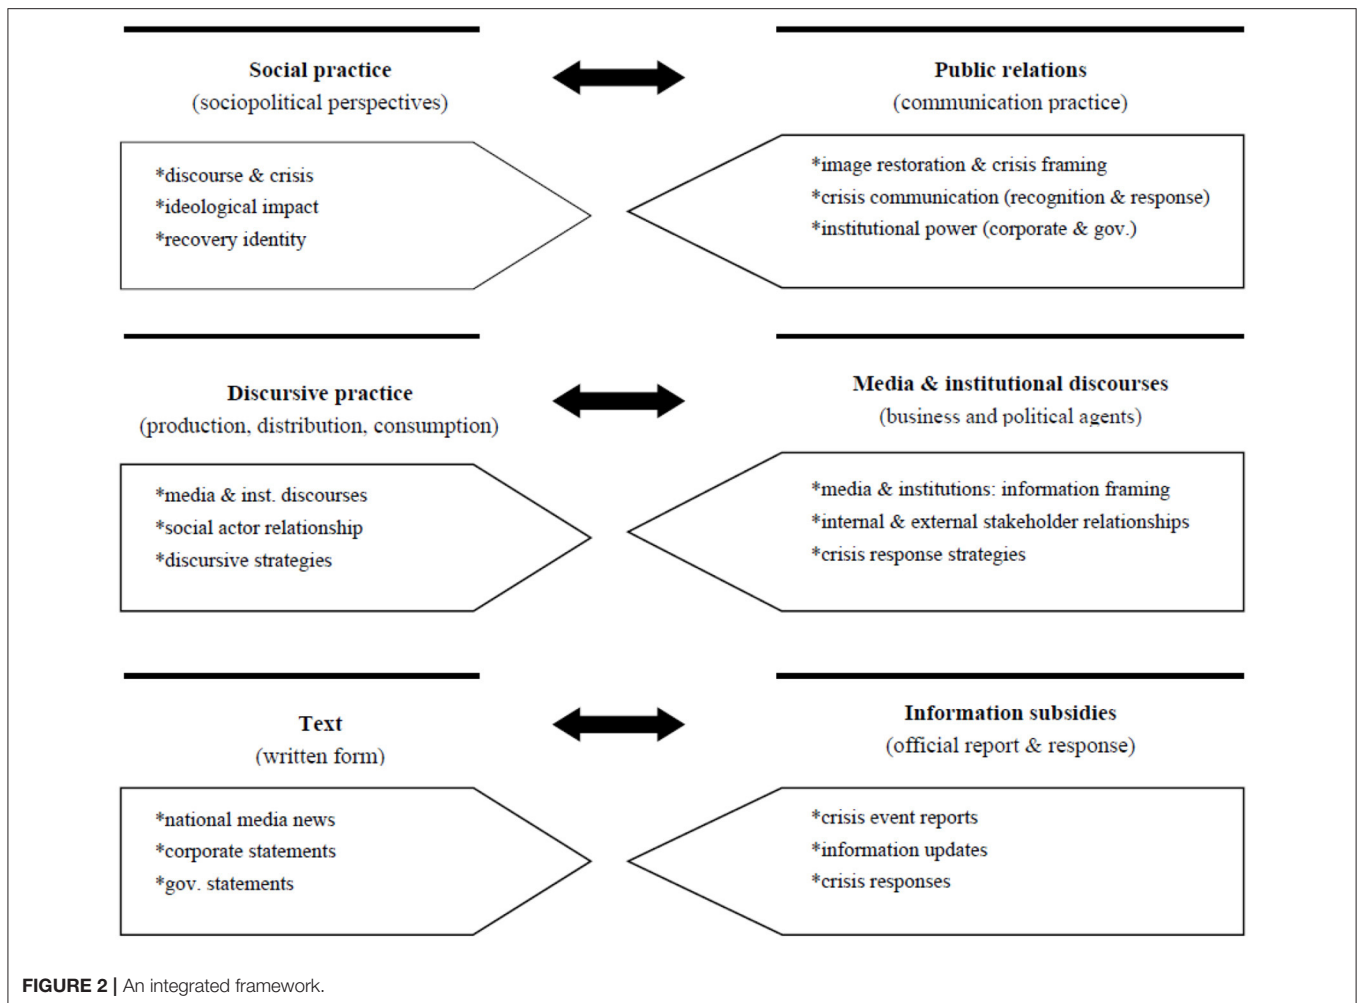 Social practice
(sociopolitical perspectives)
*discourse & crisis
*ideological impact
*recovery identity
Public relations
(communication practice)
*image restoration & crisis framing
*crisis communication (recognition & response)
*institutional power (corporate & gov.)
Discursive practice
(production, distribution, consumption)
*media & inst. discourses
*social actor relationship
*discursive strategies
Media & institutional discourses
(business and political agents)
*media & institutions: information framing
*internal & external stakeholder relationships
*crisis response strategies
Text
(written form)
*national media news
*corporate statements
*gov. statements
Information subsidies
(official report & response)
*crisis event reports
*information updates
*crisis responses
FIGURE 2 | An integrated framework.